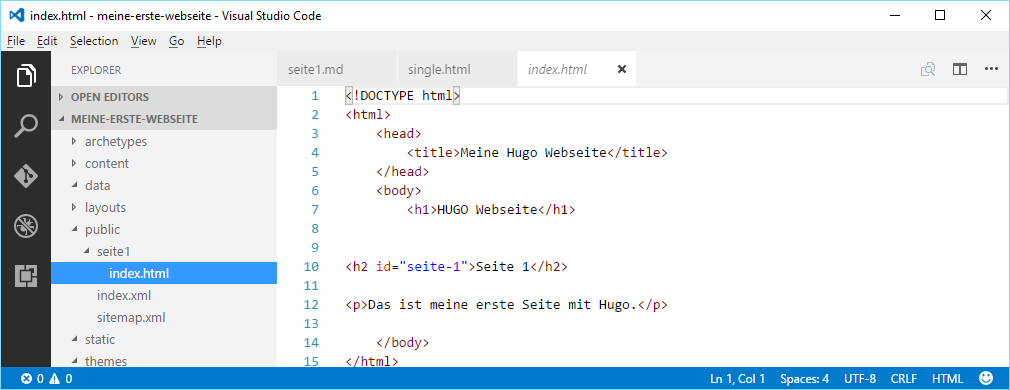 index.html - meine-erste-webseite - Visual Studio Code
File Edit Selection View Go Help
EXPLORER
OPEN EDITORS
MEINE-ERSTE-WEBSEITE
archetypes
content
data
layouts
public
seite1
index.html
index.xml
sitemap.xml
static
themes
seite1.md single.html index.html
1 <!DOCTYPE html>
2 <html>
3 <head>
4 <title>Meine Hugo Webseite</title>
5 </head>
6 <body>
7 <h1>HUGO Webseite</h1>
8
9
10 <h2 id="seite-1">Seite 1</h2>
11
12 <p>Das ist meine erste Seite mit Hugo.</p>
13
14 </body>
15 </html>
0 0 Ln 1, Col 1 Spaces: 4 UTF-8 CRLF HTML